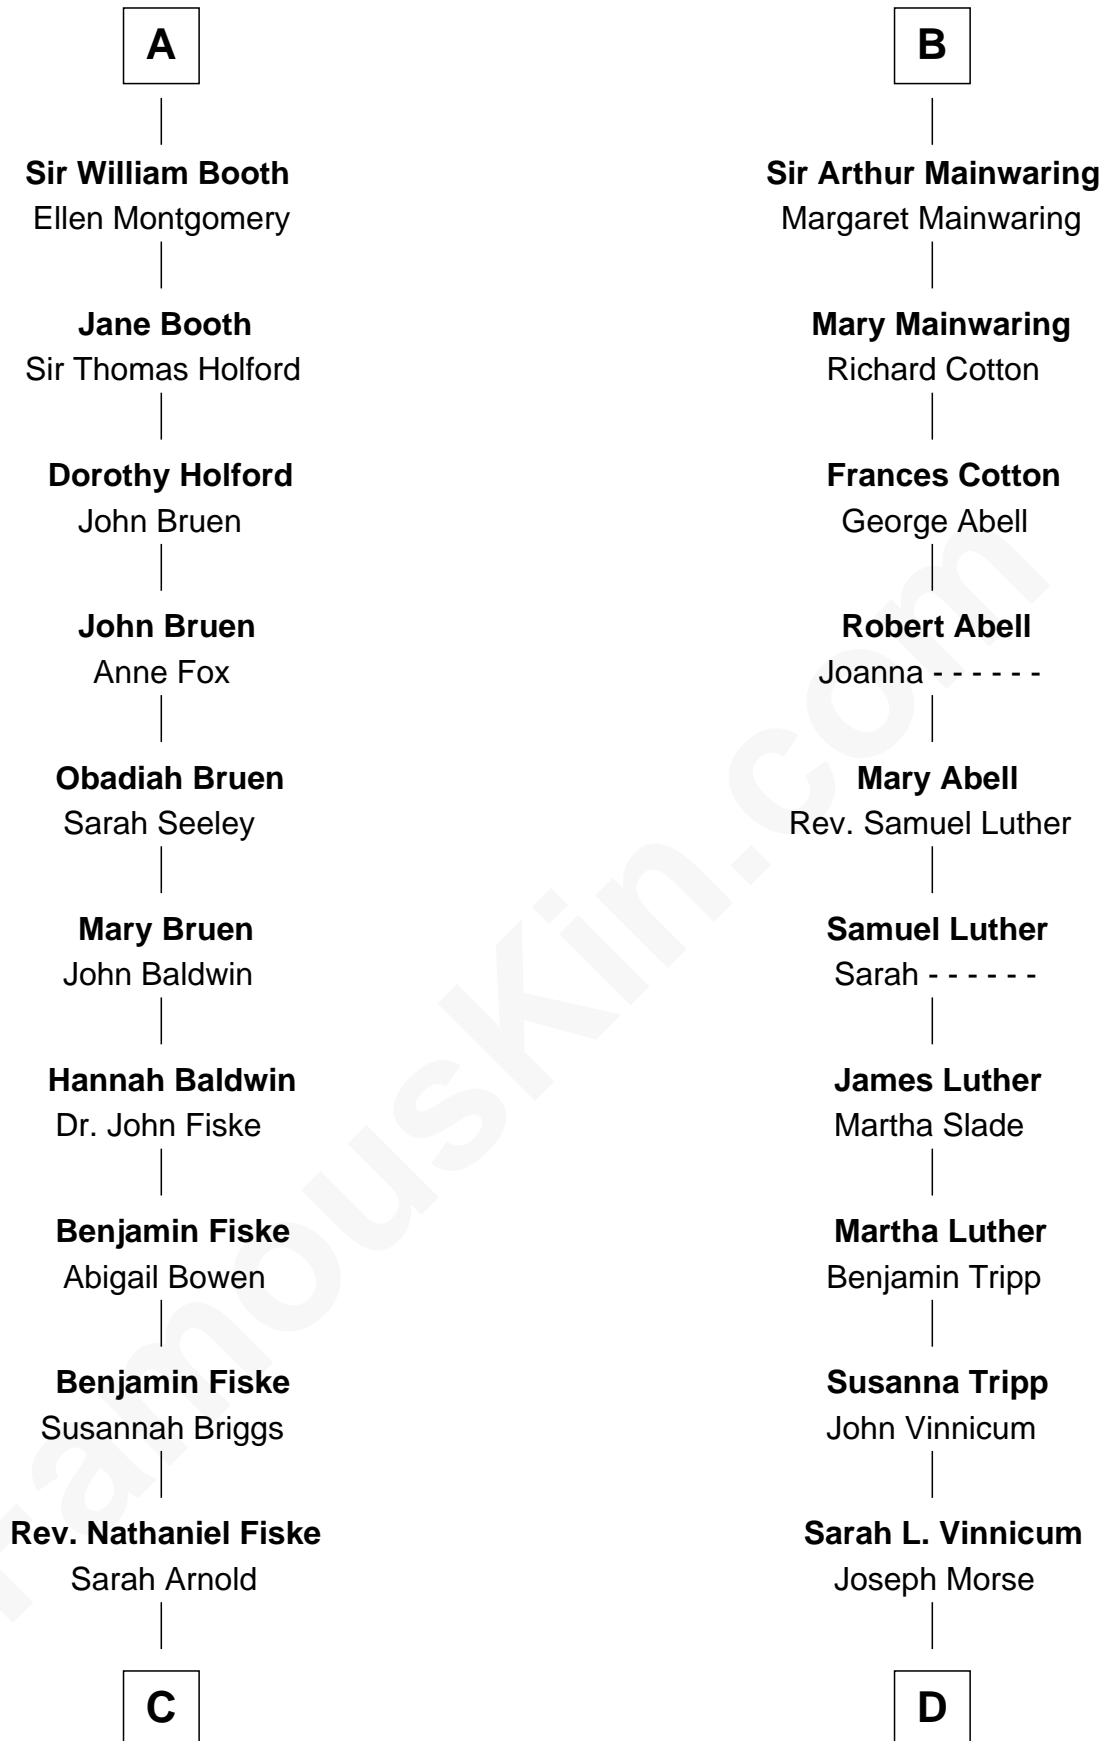 A
Sir William Booth
Ellen Montgomery
Jane Booth
Sir Thomas Holford
Dorothy Holford
John Bruen
John Bruen
Anne Fox
Obadiah Bruen
Sarah Seeley
Mary Bruen
John Baldwin
Hannah Baldwin
Dr. John Fiske
Benjamin Fiske
Abigail Bowen
Benjamin Fiske
Susannah Briggs
Rev. Nathaniel Fiske
Sarah Arnold
C
B
Sir Arthur Mainwaring
Margaret Mainwaring
Mary Mainwaring
Richard Cotton
Frances Cotton
George Abell
Robert Abell
Joanna - - - - - -
Mary Abell
Rev. Samuel Luther
Samuel Luther
Sarah - - - - - -
James Luther
Martha Slade
Martha Luther
Benjamin Tripp
Susanna Tripp
John Vinnicum
Sarah L. Vinnicum
Joseph Morse
D
FamousKin.com